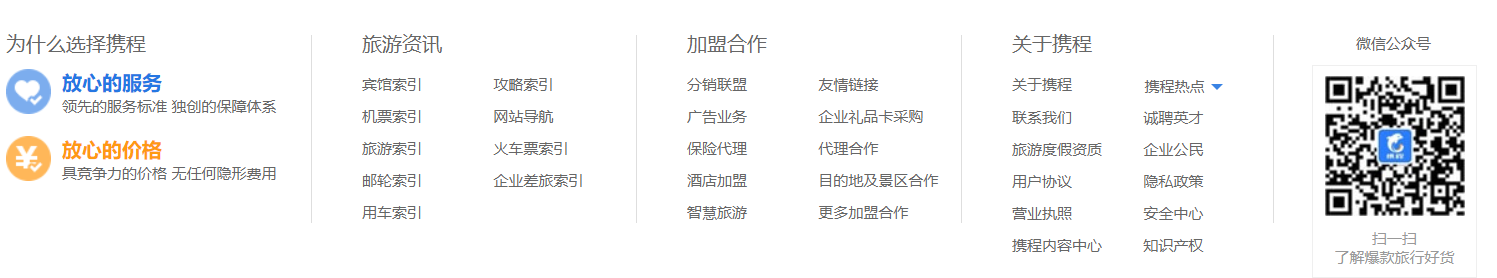 为什么选择携程
放心的服务
领先的服务标准 独创的保障体系
放心的价格
具竞争力的价格 无任何隐形费用
旅游资讯
宾馆索引 攻略索引
机票索引 网站导航
旅游索引 火车票索引
邮轮索引 企业差旅索引
用车索引
加盟合作
分销联盟 友情链接
广告业务 企业礼品卡采购
保险代理 代理合作
酒店加盟 目的地及景区合作
智慧旅游 更多加盟合作
关于携程
关于携程 携程热点
联系我们 诚聘英才
旅游度假资质 企业公民
用户协议 隐私政策
营业执照 安全中心
携程内容中心 知识产权
微信公众号
扫一扫
了解爆款旅行好货